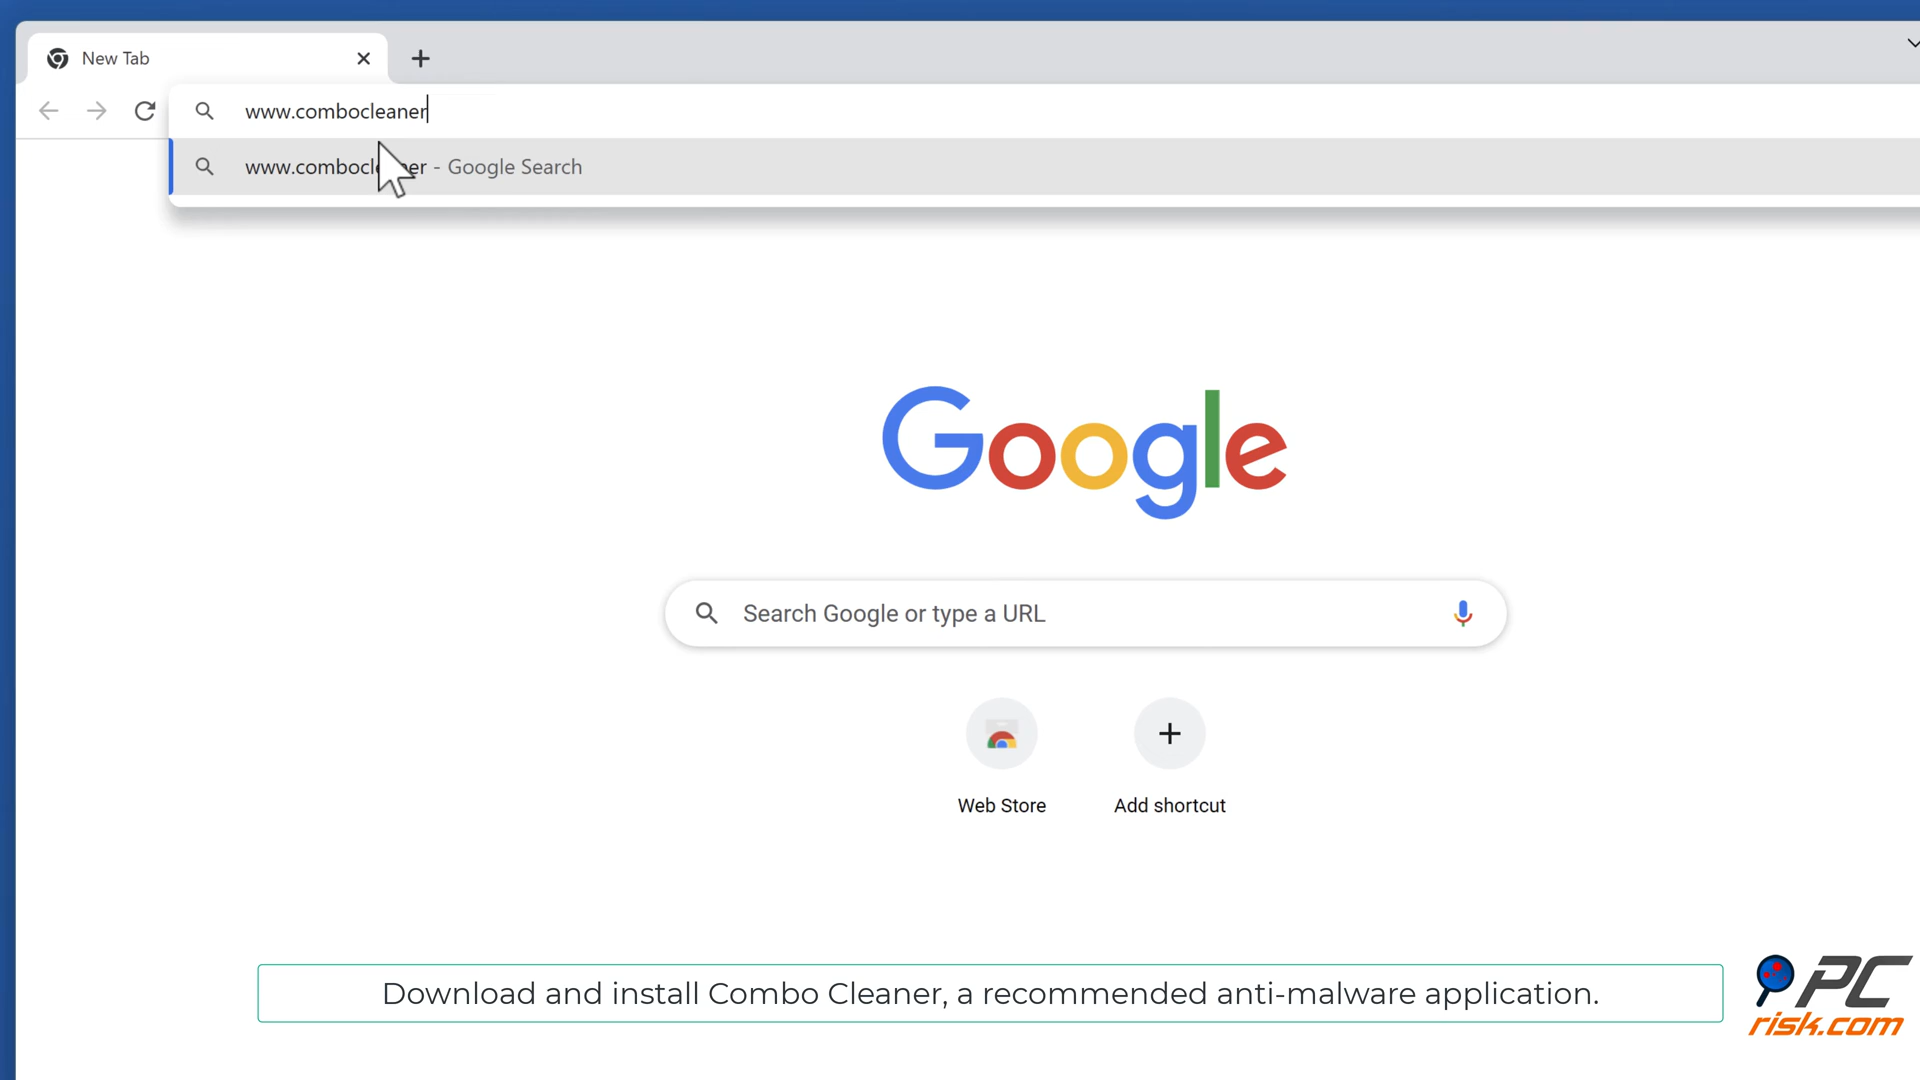 New Tab
www.combocleaner
www.combocl er - Google Search
Google
Search Google or type a URL
Web Store
Add shortcut
Download and install Combo Cleaner, a recommended anti-malware application.
PC
risk.com